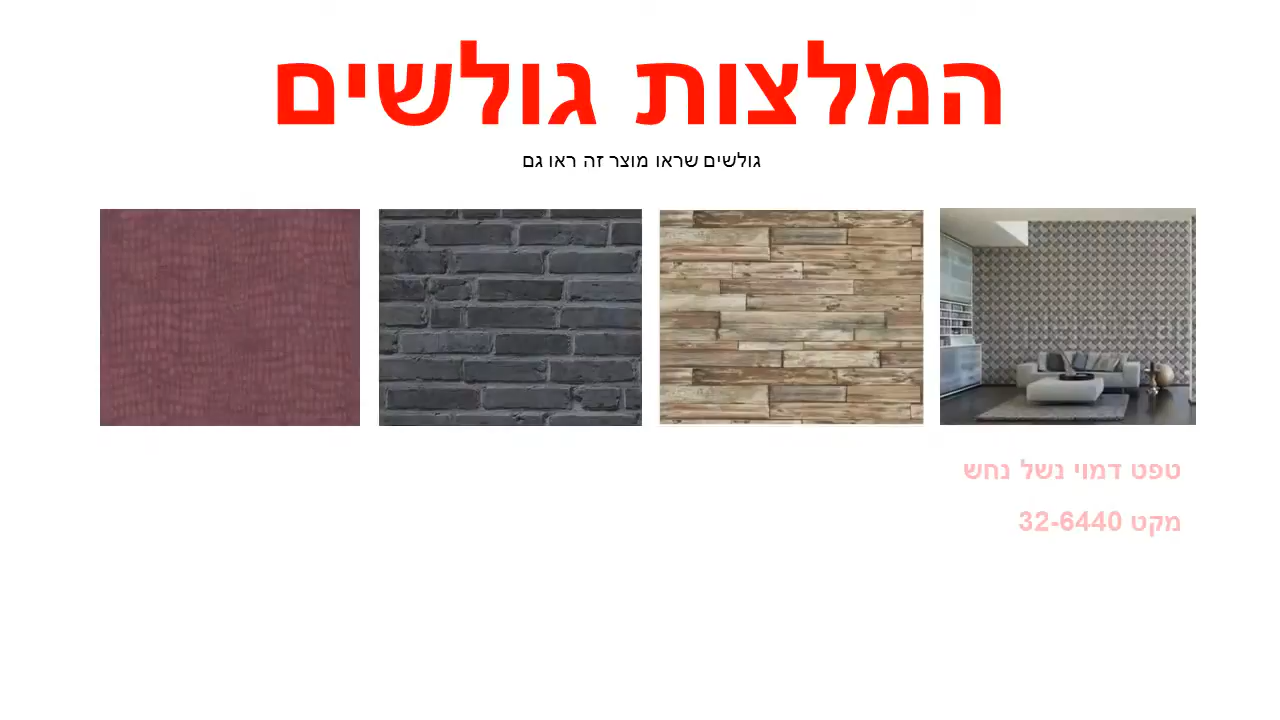 המלצות גולשים
גולשים שראו מוצר זה ראו גם
טפט דמוי נשל נחש
מקט 32-6440